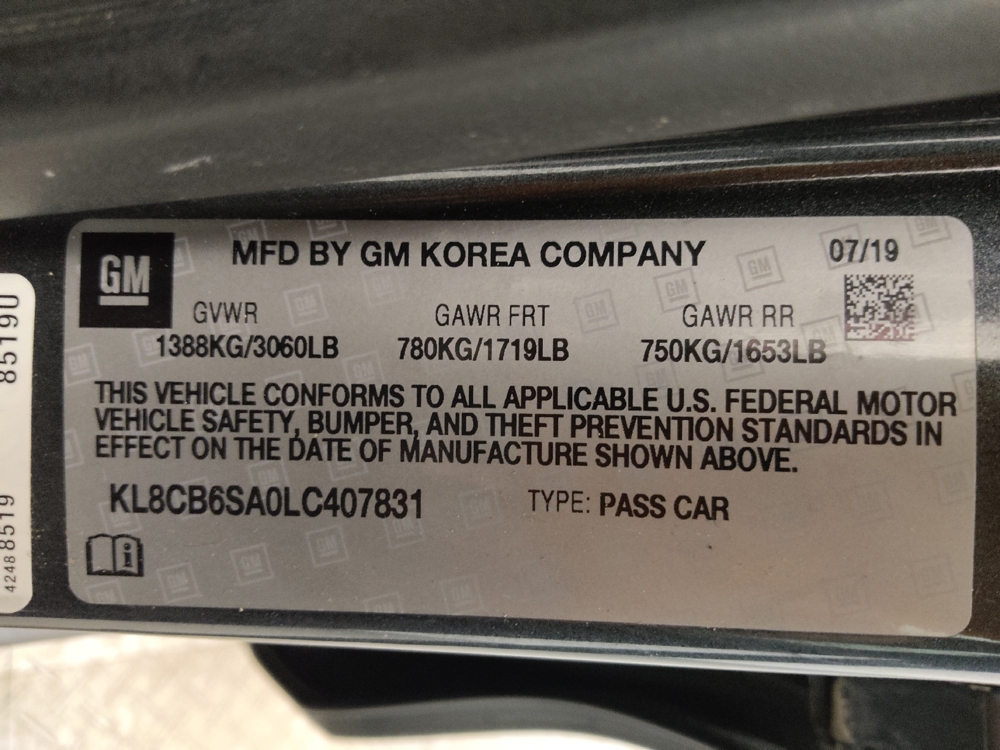 GM
MFD BY GM KOREA COMPANY
07/19
GVWR GAWR FRT GAWR RR
1388KG/3060LB 780KG/1719LB 750KG/1653LB
THIS VEHICLE CONFORMS TO ALL APPLICABLE U.S. FEDERAL MOTOR
VEHICLE SAFETY, BUMPER, AND THEFT PREVENTION STANDARDS IN
EFFECT ON THE DATE OF MANUFACTURE SHOWN ABOVE.
KL8CB6SA0LC407831 TYPE: PASS CAR
42488519 85190